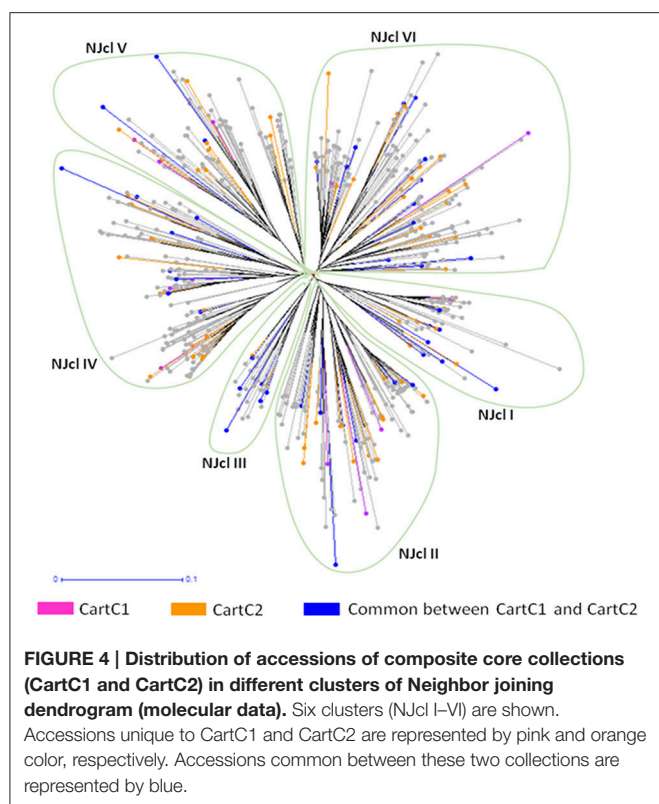 NJcl V
NJcl VI
NJcl IV
NJcl I
NJcl III
NJcl II
0 0.1
CartC1 CartC2 Common between CartC1 and CartC2
FIGURE 4 | Distribution of accessions of composite core collections
(CartC1 and CartC2) in different clusters of Neighbor joining
dendrogram (molecular data). Six clusters (NJcl I–VI) are shown.
Accessions unique to CartC1 and CartC2 are represented by pink and orange
color, respectively. Accessions common between these two collections are
represented by blue.